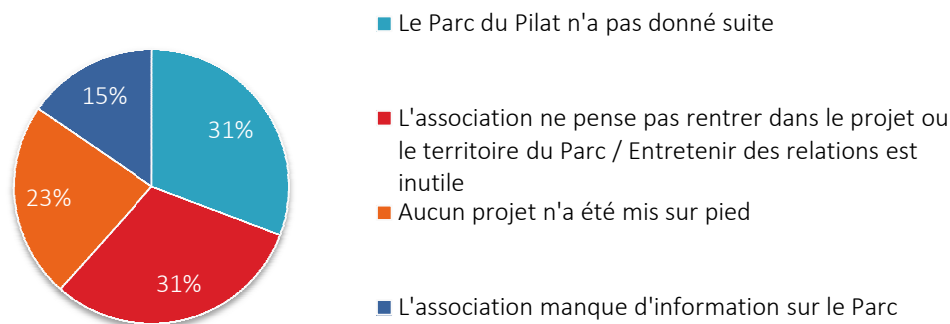 Le Parc du Pilat n'a pas donné suite
15%
31%
L'association ne pense pas rentrer dans le projet ou
le territoire du Parc / Entretenir des relations est
inutile
23%
Aucun projet n'a été mis sur pied
31%
L'association manque d'information sur le Parc